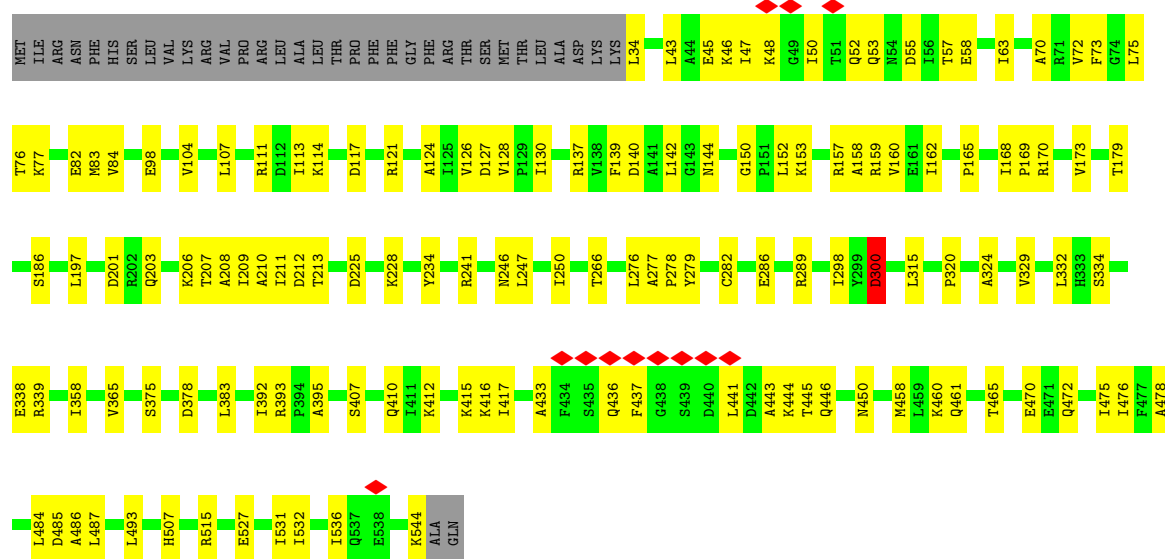 MET ILE ARG ASN PHE HIS SER LEU VAL LYS ARG VAL PRO ARG LEU ALA LEU THR PRO PHE PHE GLY PHE ARG THR SER MET THR LEU ALA ASP LYS LYS L34 L43 A44 E45 K46 I47 K48 G49 I50 T51 Q52 Q53 N54 D55 I56 T57 E58 I63 A70 R71 V72 F73 G74 L75
T76 K77 E82 M83 V84 E98 V104 L107 R111 D112 I113 K114 D117 R121 A124 I125 V126 D127 V128 P129 I130 R137 V138 F139 D140 A141 L142 G143 N144 G150 P151 L152 K153 R157 A158 R159 V160 E161 I162 P165 I168 P169 R170 V173 T179
S186 L197 D201 R202 Q203 K206 T207 A208 I209 A210 I211 D212 T213 D225 K228 Y234 R241 N246 L247 I250 T266 L276 A277 P278 Y279 C282 E286 R289 I298 Y299 D300 L315 P320 A324 V329 L332 H333 S334
E338 R339 I358 V365 S375 D378 L383 I392 R393 P394 A395 S407 Q410 I411 K412 K415 K416 I417 A433 F434 S435 Q436 F437 G438 S439 D440 L441 D442 A443 K444 T445 Q446 N450 M458 L459 K460 Q461 T465 E470 E471 Q472 I475 I476 F477 A478
L484 D485 A486 L487 L493 H507 R515 E527 I531 I532 I536 Q537 E538 K544 ALA GLN